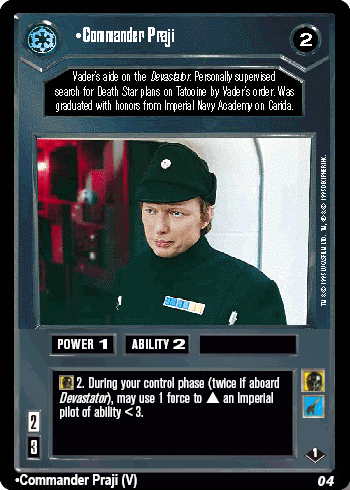 •Commander Praji
2
Vader's aide on the Devastator. Personally supervised
search for Death Star plans on Tatooine by Vader's order. Was
graduated with honors from Imperial Navy Academy on Carida.
POWER 1
ABILITY 2
2. During your control phase (twice if aboard
Devastator), may use 1 force to ▲ an Imperial
pilot of ability < 3.
2
3
1
•Commander Praji (V)
04